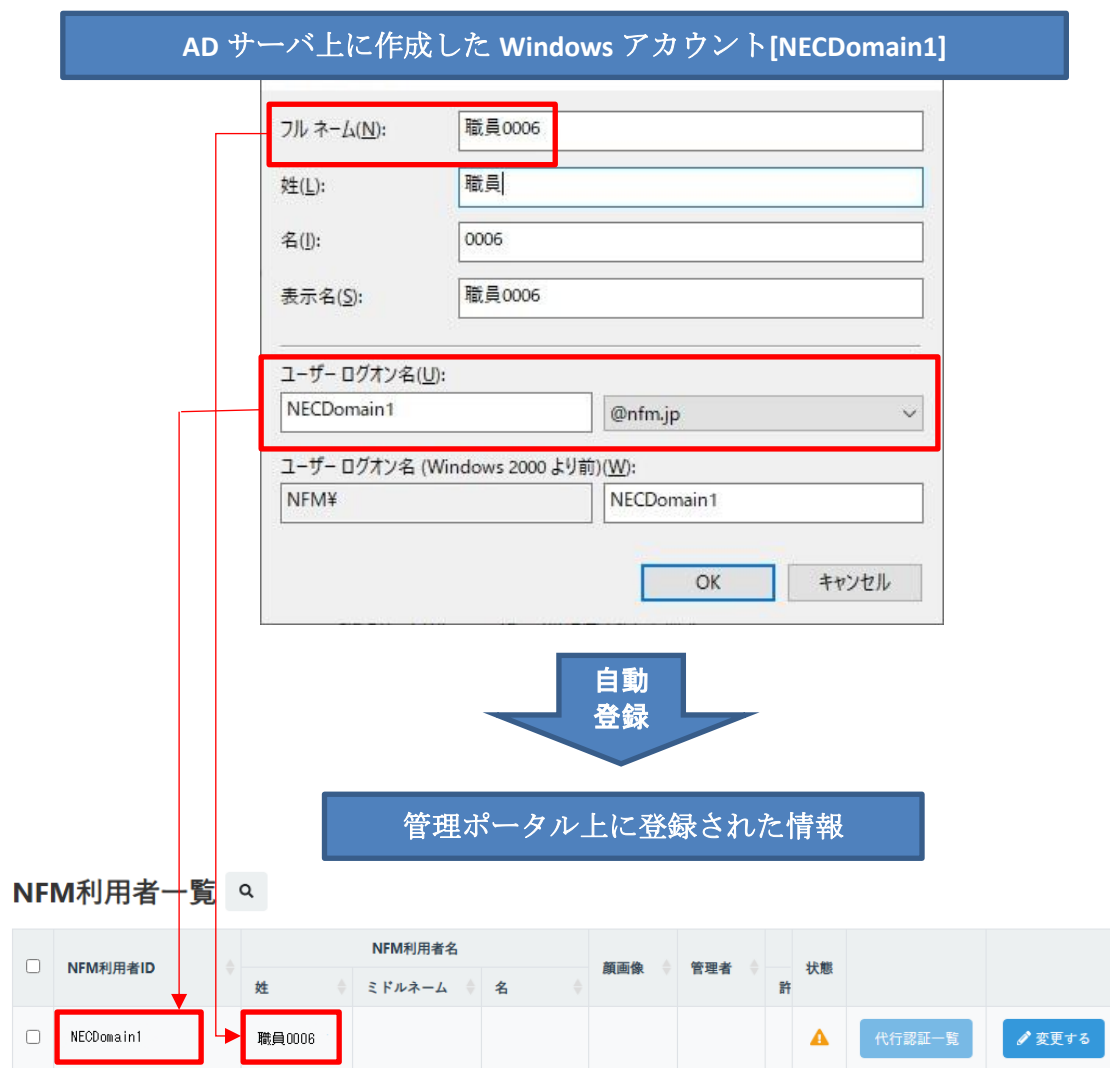 AD サーバ上に作成した Windows アカウント[NECDomain1]
フル ネーム(N): 職員0006
姓(L): 職員
名(I): 0006
表示名(S): 職員0006
ユーザー ログオン名(U):
NECDomain1 @nfm.jp
ユーザー ログオン名 (Windows 2000 より前)(W):
NFM¥ NECDomain1
OK キャンセル
自動
登録
管理ポータル上に登録された情報
NFM利用者一覧
NFM利用者ID NFM利用者名 顔画像 管理者 状態
姓 ミドルネーム 名 許
NECDomain1 職員0006 代行認証一覧 変更する